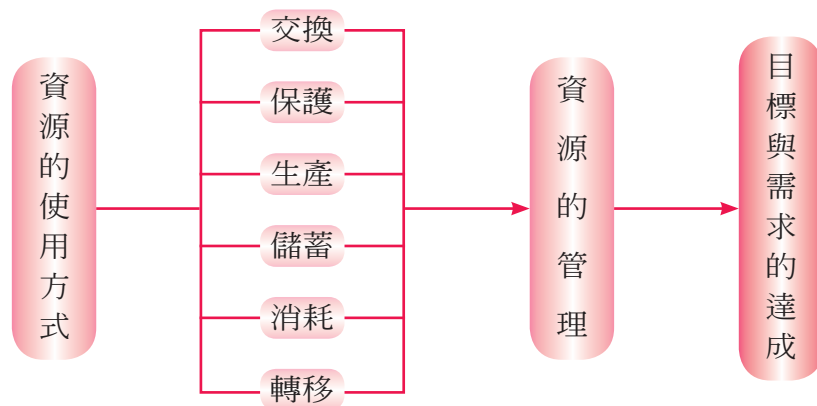 資源的使用方式
交換
保護
生產
儲蓄
消耗
轉移
資源的管理
目標與需求的達成